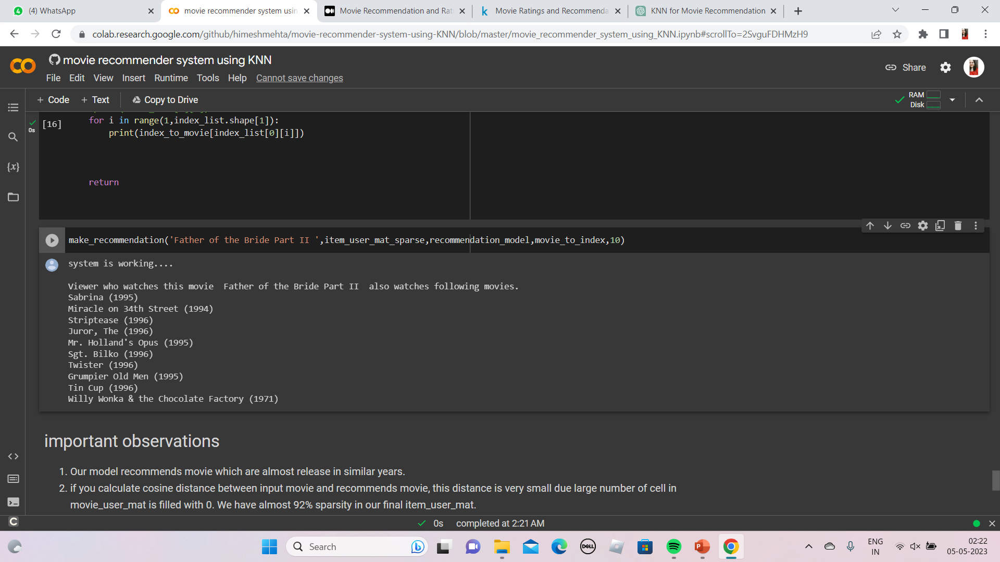 (4) WhatsApp
movie recommender system usin
Movie Recommendation and Rati
Movie Ratings and Recommenda
KNN for Movie Recommendation
colab.research.google.com/github/himeshmehta/movie-recommender-system-using-KNN/blob/master/movie_recommender_system_using_KNN.ipynb#scrollTo=2SvguFDHMzH9
movie recommender system using KNN
File Edit View Insert Runtime Tools Help Cannot save changes
Share
+ Code + Text Copy to Drive
RAM
Disk
0s
[16]
for i in range(1,index_list.shape[1]):
print(index_to_movie[index_list[0][i]])
return
make_recommendation('Father of the Bride Part II ',item_user_mat_sparse,recommendation_model,movie_to_index,10)
system is working....
Viewer who watches this movie  Father of the Bride Part II  also watches following movies.
Sabrina (1995)
Miracle on 34th Street (1994)
Striptease (1996)
Juror, The (1996)
Mr. Holland's Opus (1995)
Sgt. Bilko (1996)
Twister (1996)
Grumpier Old Men (1995)
Tin Cup (1996)
Willy Wonka & the Chocolate Factory (1971)
important observations
1. Our model recommends movie which are almost release in similar years.
2. if you calculate cosine distance between input movie and recommends movie, this distance is very small due large number of cell in
movie_user_mat is filled with 0. We have almost 92% sparsity in our final item_user_mat.
0s completed at 2:21 AM
Search
DELL
ENG
IN
02:22
05-05-2023